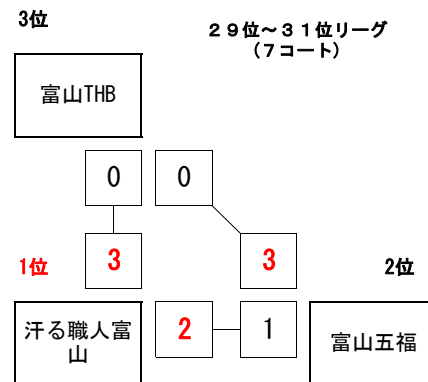 3位
２９位～３１位リーグ
（７コート）
富山THB
0 0
1位 3 3 2位
汗る職人富
山
2 1
富山五福